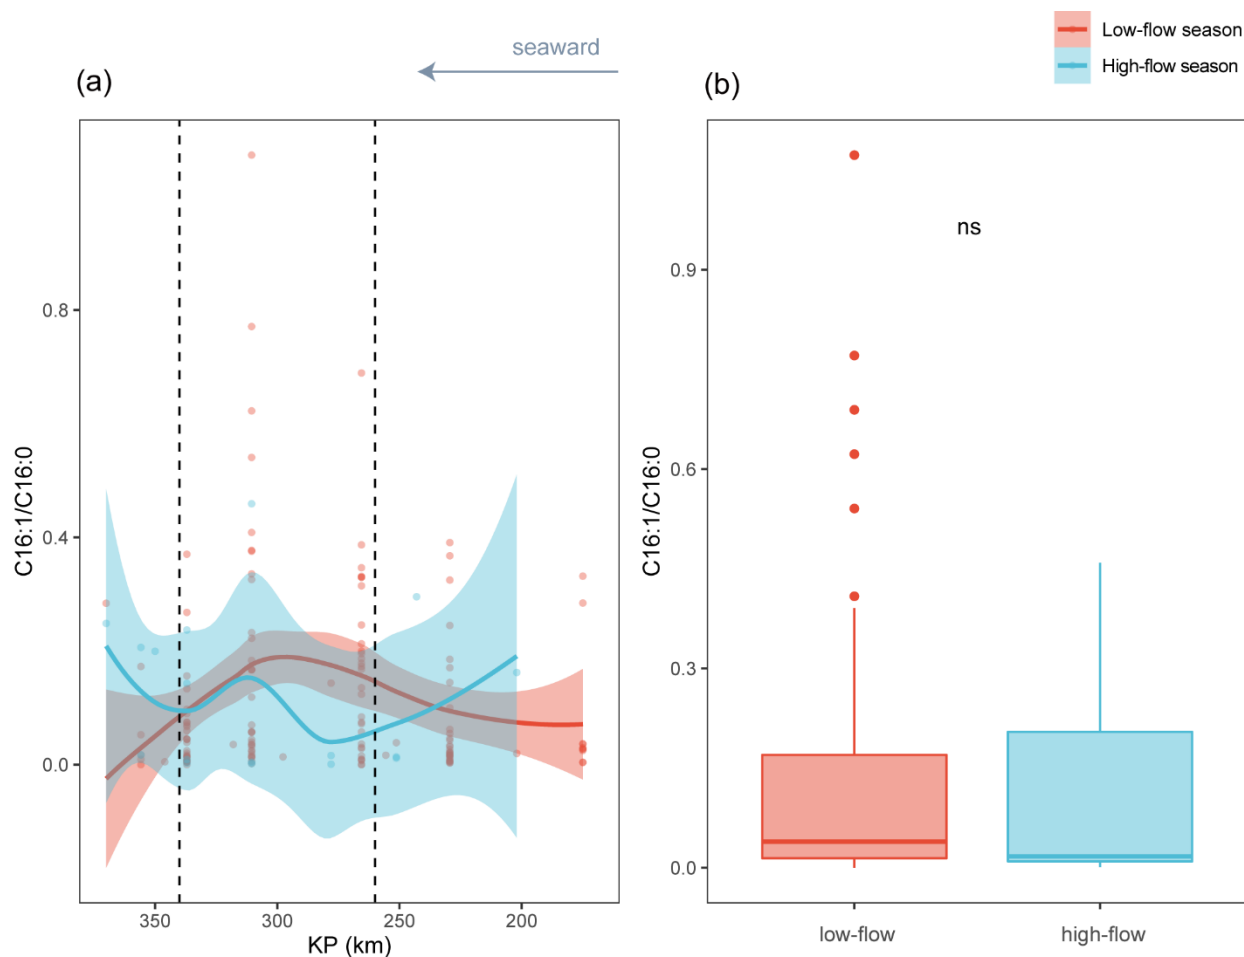 seaward
Low-flow season
High-flow season
(a)
(b)
C16:1/C16:0
0.8
0.4
0.0
350
300
250
200
KP (km)
ns
C16:1/C16:0
0.9
0.6
0.3
0.0
low-flow
high-flow